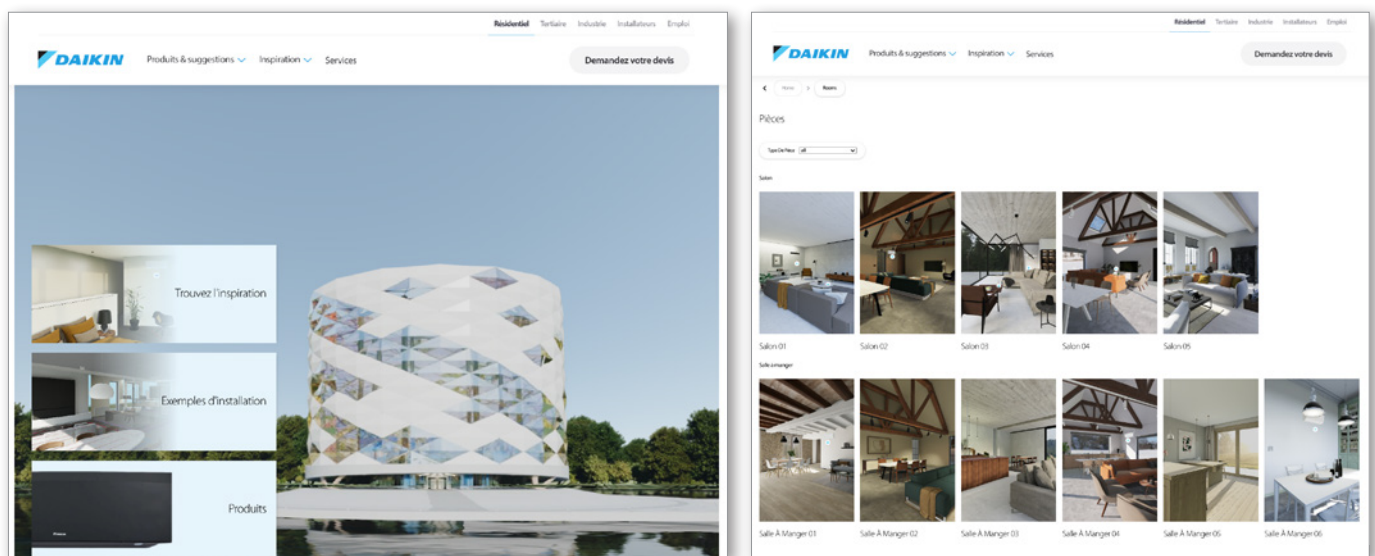 Résidentiel Tertiaire Industrie Installateurs Emploi
DAIKIN Produits & suggestions Inspiration Services Demandez votre devis
Trouvez l'inspiration
Exemples d'installation
Produits
Résidentiel Tertiaire Industrie Installateurs Emploi
DAIKIN Produits & suggestions Inspiration Services Demandez votre devis
Home > Rooms
Pièces
Type De Pièce all
Salon
Salon 01 Salon 02 Salon 03 Salon 04 Salon 05
Salle à manger
Salle À Manger 01 Salle À Manger 02 Salle À Manger 03 Salle À Manger 04 Salle À Manger 05 Salle À Manger 06